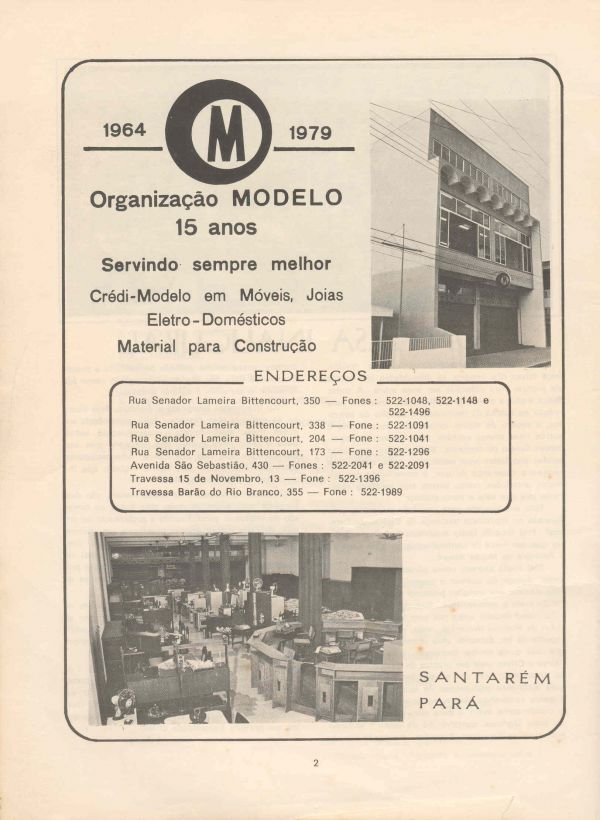 1964 M 1979
Organização MODELO
15 anos
Servindo sempre melhor
Crédi-Modelo em Móveis, Joias
Eletro-Domésticos
Material para Construção
ENDEREÇOS
Rua Senador Lameira Bittencourt, 350 — Fones : 522-1048, 522-1148 e
522-1496
Rua Senador Lameira Bittencourt, 338 — Fone : 522-1091
Rua Senador Lameira Bittencourt, 204 — Fone : 522-1041
Rua Senador Lameira Bittencourt, 173 — Fone : 522-1296
Avenida São Sebastião, 430 — Fones : 522-2041 e 522-2091
Travessa 15 de Novembro, 13 — Fone : 522-1396
Travessa Barão do Rio Branco, 355 — Fone : 522-1989
SANTARÉM
PARÁ
2